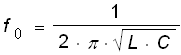 f₀ = 1 / (2 · π · √(L · C))